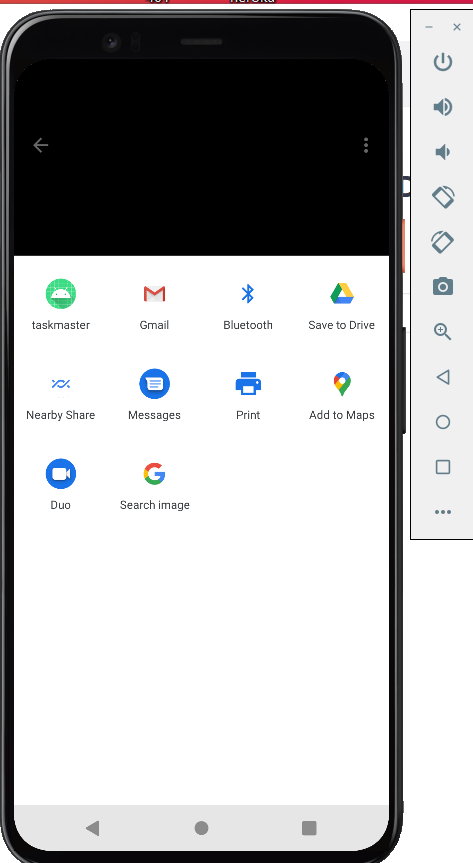 taskmaster
Gmail
Bluetooth
Save to Drive
Nearby Share
Messages
Print
Add to Maps
Duo
Search image